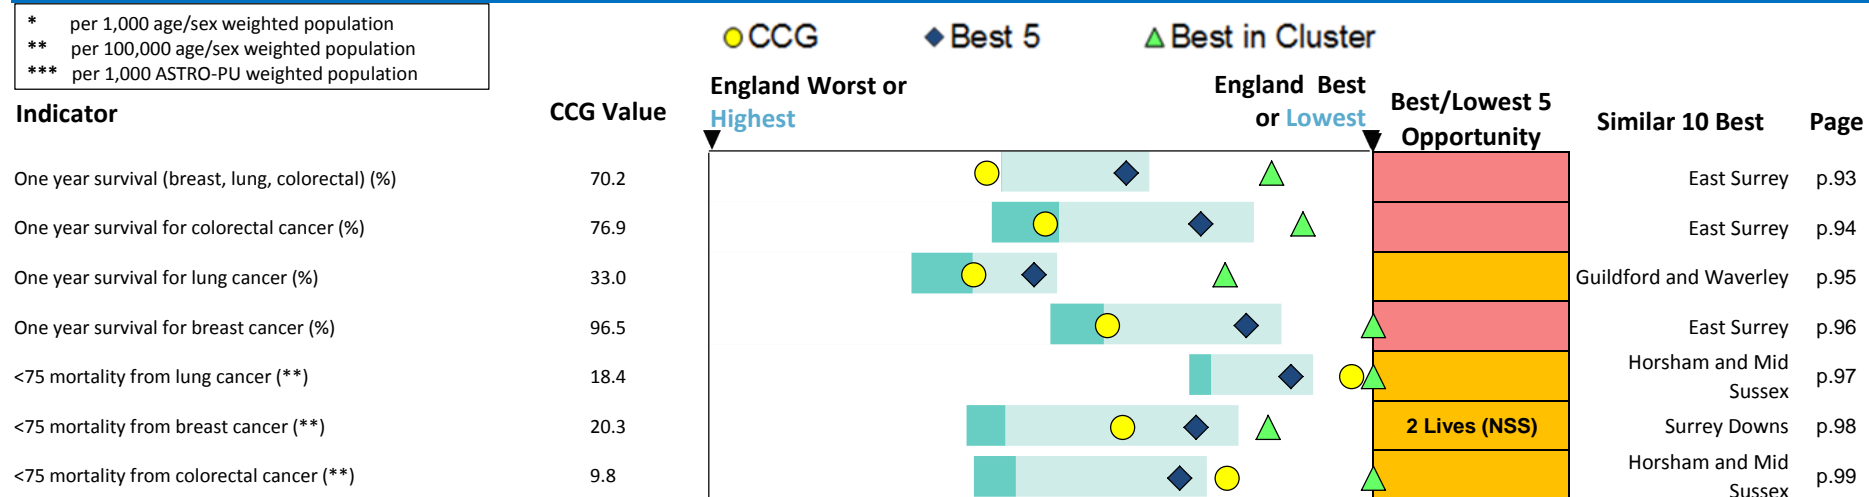 * per 1,000 age/sex weighted population
** per 100,000 age/sex weighted population
*** per 1,000 ASTRO-PU weighted population
CCG
Best 5
Best in Cluster
Indicator
CCG Value
England Worst or
Highest
England Best
or Lowest
Best/Lowest 5
Opportunity
Similar 10 Best
Page
One year survival (breast, lung, colorectal) (%) 70.2 East Surrey p.93
One year survival for colorectal cancer (%) 76.9 East Surrey p.94
One year survival for lung cancer (%) 33.0 Guildford and Waverley p.95
One year survival for breast cancer (%) 96.5 East Surrey p.96
<75 mortality from lung cancer (**) 18.4 Horsham and Mid
Sussex p.97
<75 mortality from breast cancer (**) 20.3 2 Lives (NSS) Surrey Downs p.98
<75 mortality from colorectal cancer (**) 9.8 Horsham and Mid
Sussex p.99